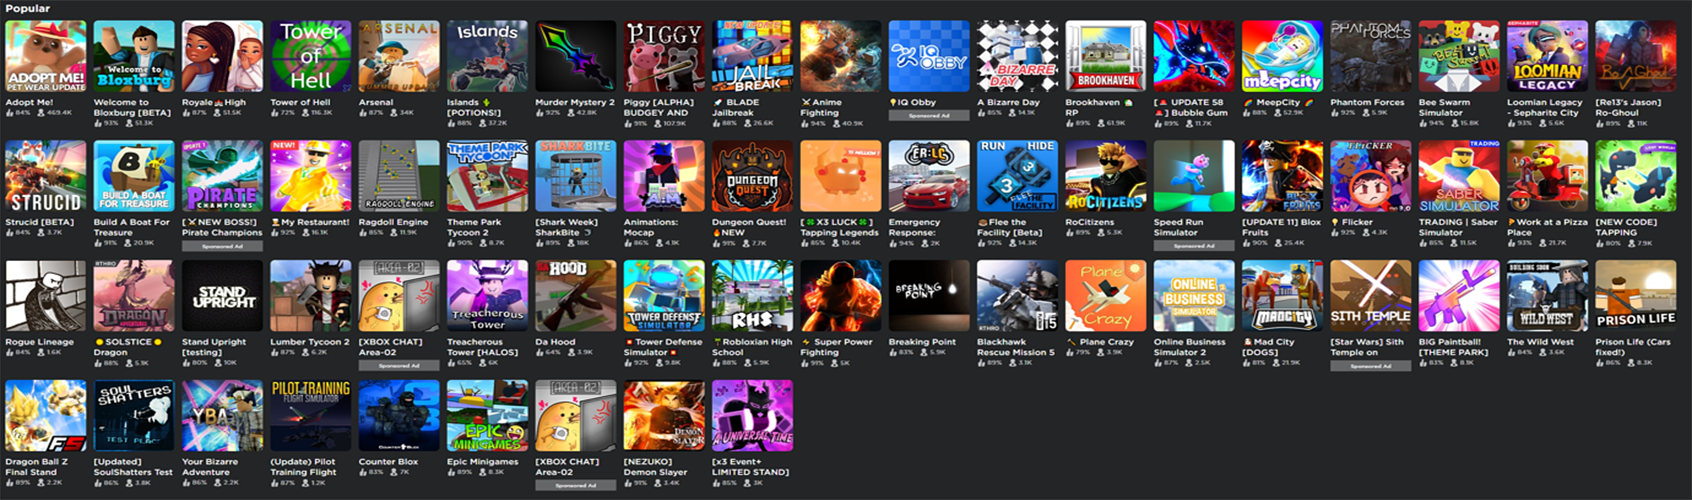 Popular
ADOPT ME!
PET WEAR UPDATE
Welcome to
Bloxburg
Tower
of
Hell
ARSENAL
Islands
PIGGY
JAIL
BREAK
IQ
OBBY
A BIZARRE
DAY
BROOKHAVEN
meepcity
PHANTOM
FORCES
LOOMIAN
LEGACY
Adopt Me!
84% 469.4K
Welcome to
Bloxburg [BETA]
93% 51.3K
Royale High
87% 51.5K
Tower of Hell
72% 116.3K
Arsenal
87% 34K
Islands
[POTIONS!]
92% 37.2K
Murder Mystery 2
92% 42.8K
Piggy [ALPHA]
BUDGEY AND
91% 107.9K
BLADE
Jailbreak
88% 26.6K
Anime
Fighting
94% 40.9K
IQ Obby
Sponsored Ad
A Bizarre Day
85% 14.1K
Brookhaven
RP
89% 61.9K
UPDATE 58
] Bubble Gum
89% 11.7K
MeepCity
88% 52.9K
Phantom Forces
92% 5.9K
Bee Swarm
Simulator
94% 15.8K
Loomian Legacy
- Sepharite City
93% 5.6K
[Re13's Jason]
Ro-Ghoul
89% 11K
STRUCID
BUILD A BOAT
FOR TREASURE
PIRATE
CHAMPIONS
NEW!
RAGDOLL ENGINE
THEME PARK
TYCOON
SHARKBITE
DUNGEON
QUEST
ER:LC
RUN HIDE
FLEE
THE FACILITY
ROCITIZENS
FLICKER
TRADING
SABER
SIMULATOR
Strucid [BETA]
84% 3.7K
Build A Boat For
Treasure
91% 20.9K
NEW BOSS!]
Pirate Champions
Sponsored Ad
My Restaurant!
92% 16.1K
Ragdoll Engine
85% 11.9K
Theme Park
Tycoon 2
90% 8.7K
[Shark Week]
SharkBite
89% 18K
Animations:
Mocap
86% 4.1K
Dungeon Quest!
NEW
91% 7.7K
X3 LUCK
Tapping Legends
85% 10.4K
Emergency
Response:
94% 2K
Flee the
Facility [Beta]
92% 14.3K
RoCitizens
89% 5.3K
Speed Run
Simulator
Sponsored Ad
[UPDATE 11] Blox
Fruits
90% 25.4K
Flicker
92% 4.3K
TRADING | Saber
Simulator
85% 11.5K
Work at a Pizza
Place
93% 21.7K
[NEW CODE]
TAPPING
80% 7.9K
DRAGON
ADVENTURES
STAND
UPRIGHT
[AREA-02]
Treacherous
Tower
DA HOOD
TOWER DEFENSE
SIMULATOR
RHS
BREAKING
POINT
RTHRO
Plane
Crazy
ONLINE
BUSINESS
SIMULATOR
MADCITY
SITH TEMPLE
BUILDING SOON
WILD WEST
PRISON LIFE
Rogue Lineage
84% 1.6K
SOLSTICE
Dragon
88% 5.1K
Stand Upright
[testing]
80% 10K
Lumber Tycoon 2
87% 6.2K
[XBOX CHAT]
Area-02
Sponsored Ad
Treacherous
Tower [HALOS]
65% 6K
Da Hood
64% 3.9K
Tower Defense
Simulator
92% 9.8K
Robloxian High
School
88% 5.9K
Super Power
Fighting
91% 5K
Breaking Point
83% 5.9K
Blackhawk
Rescue Mission 5
89% 3.1K
Plane Crazy
79% 3.9K
Online Business
Simulator 2
87% 2.5K
Mad City
[DOGS]
81% 21.9K
[Star Wars] Sith
Temple on
Sponsored Ad
BIG Paintball!
[THEME PARK]
83% 8.1K
The Wild West
84% 3.6K
Prison Life (Cars
fixed!)
86% 8.3K
SOUL
SHATTERS
TEST PLACE
YBA
PILOT TRAINING
FLIGHT SIMULATOR
COUNTER BLOX
EPIC
MINIGAMES
[AREA-02]
DEMON
SLAYER
A UNIVERSAL TIME
Dragon Ball Z
Final Stand
89% 2.2K
[Updated]
SoulShatters Test
86% 3.8K
Your Bizarre
Adventure
86% 2.2K
(Update) Pilot
Training Flight
87% 1.2K
Counter Blox
83% 7K
Epic Minigames
89% 8.3K
[XBOX CHAT]
Area-02
Sponsored Ad
[NEZUKO]
Demon Slayer
91% 3.4K
[x3 Event+
LIMITED STAND]
85% 3K